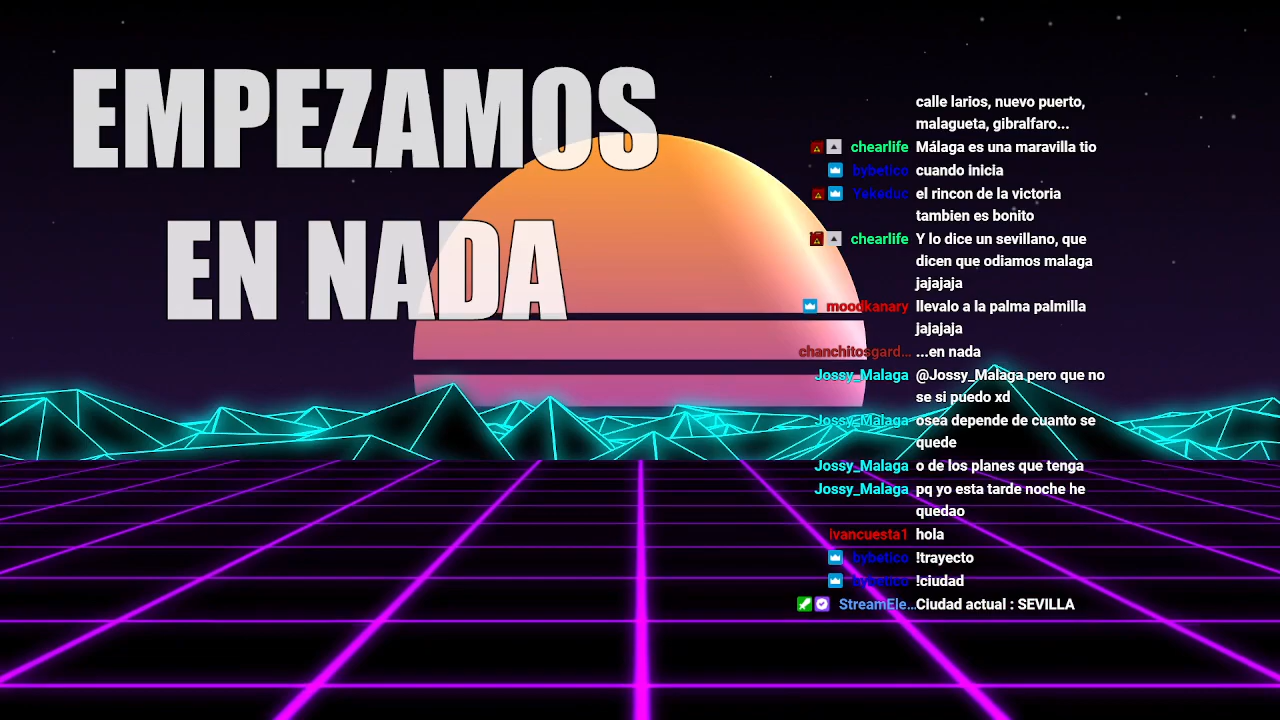 EMPEZAMOS
EN NADA
calle larios, nuevo puerto,
malagueta, gibralfaro...
chearlife Málaga es una maravilla tio
bybetico cuando inicia
Yekeduc el rincon de la victoria
tambien es bonito
chearlife Y lo dice un sevillano, que
dicen que odiamos malaga
jajajaja
moodkanary llevalo a la palma palmilla
jajajaja
chanchitosgard... ...en nada
Jossy_Malaga @Jossy_Malaga pero que no
se si puedo xd
Jossy_Malaga osea depende de cuanto se
quede
Jossy_Malaga o de los planes que tenga
Jossy_Malaga pq yo esta tarde noche he
quedao
Ivancuesta1 hola
bybetico !trayecto
bybetico !ciudad
StreamEle... Ciudad actual : SEVILLA